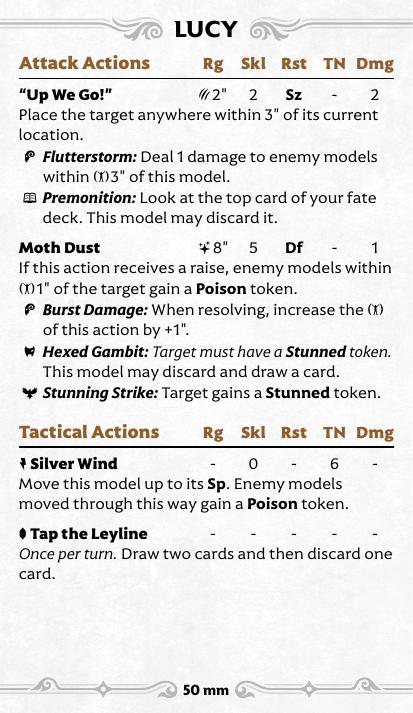 LUCY
Attack Actions Rg Skl Rst TN Dmg
“Up We Go!” 2" 2 Sz - 2
Place the target anywhere within 3" of its current
location.
Flutterstorm: Deal 1 damage to enemy models
within 3" of this model.
Premonition: Look at the top card of your fate
deck. This model may discard it.
Moth Dust 8" 5 Df - 1
If this action receives a raise, enemy models within
1" of the target gain a Poison token.
Burst Damage: When resolving, increase the
of this action by +1".
Hexed Gambit: Target must have a Stunned token.
This model may discard and draw a card.
Stunning Strike: Target gains a Stunned token.
Tactical Actions Rg Skl Rst TN Dmg
Silver Wind - 0 - 6 -
Move this model up to its Sp. Enemy models
moved through this way gain a Poison token.
Tap the Leyline - - - - -
Once per turn. Draw two cards and then discard one
card.
50 mm